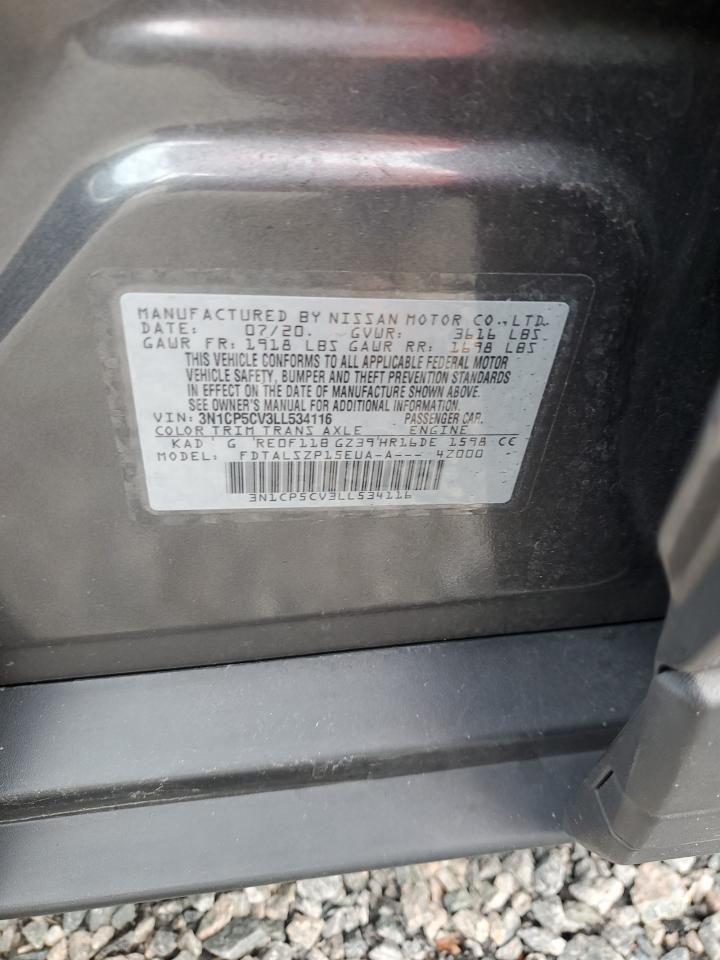 MANUFACTURED BY NISSAN MOTOR CO., LTD.
DATE: 07/20. GVWR: 3616 LBS
GAWR FR: 1918 LBS GAWR RR: 1698 LBS
THIS VEHICLE CONFORMS TO ALL APPLICABLE FEDERAL MOTOR
VEHICLE SAFETY, BUMPER AND THEFT PREVENTION STANDARDS
IN EFFECT ON THE DATE OF MANUFACTURE SHOWN ABOVE.
SEE OWNER'S MANUAL FOR ADDITIONAL INFORMATION
VIN: 3N1CP5CV3LL534116 PASSENGER CAR.
COLOR TRIM TRANS AXLE ENGINE
KAD G RE0F11B GZ39 HR16DE 1598 CC
MODEL: FDTALSZP15EUA-A--- 4Z000
3N1CP5CV3LL534116